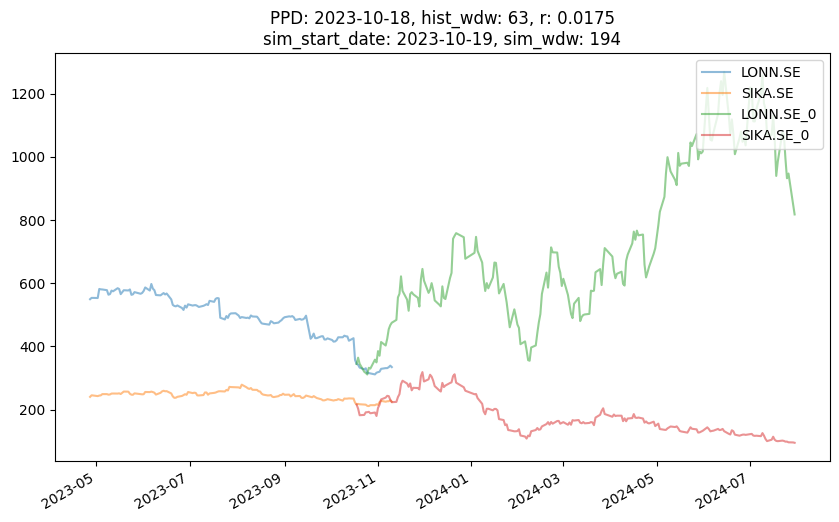 PPD: 2023-10-18, hist_wdw: 63, r: 0.0175
sim_start_date: 2023-10-19, sim_wdw: 194
LONN.SE
SIKA.SE
LONN.SE_0
SIKA.SE_0
1200
1000
800
600
400
200
2023-05
2023-07
2023-09
2023-11
2024-01
2024-03
2024-05
2024-07